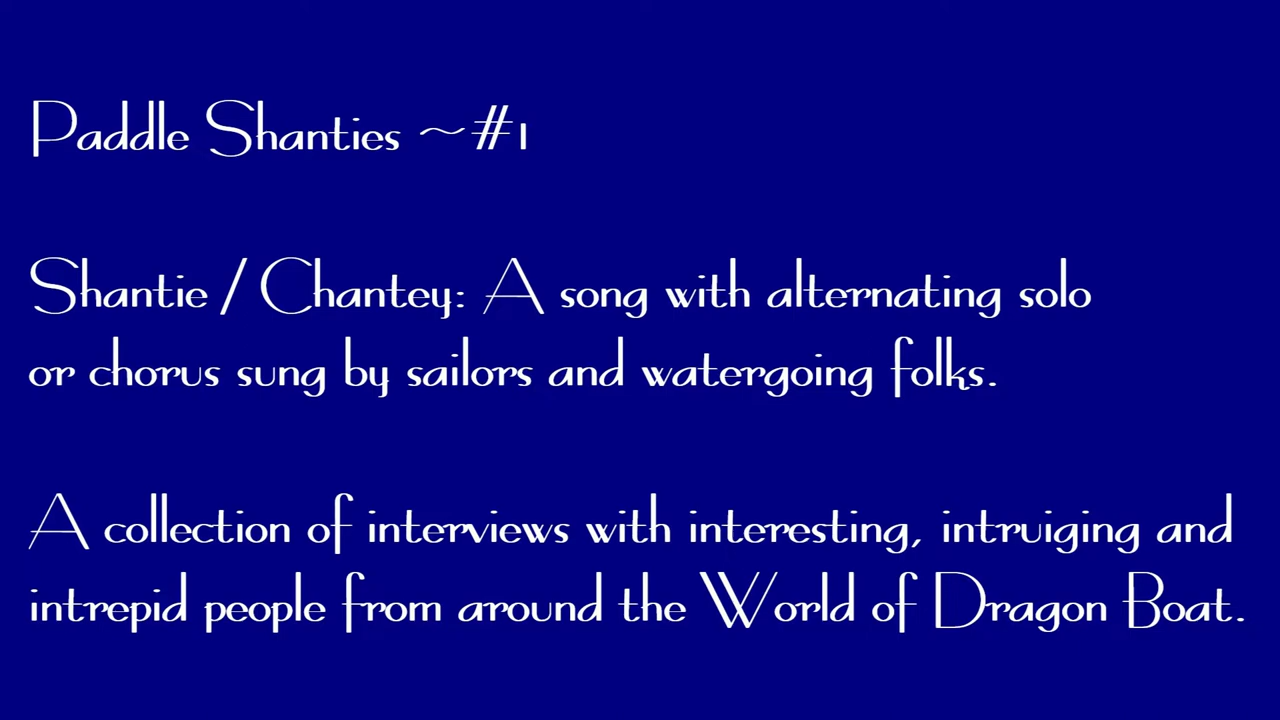 Paddle Shanties ~#1
Shantie / Chantey: A song with alternating solo
or chorus sung by sailors and watergoing folks.
A collection of interviews with interesting, intruiging and
intrepid people from around the World of Dragon Boat.